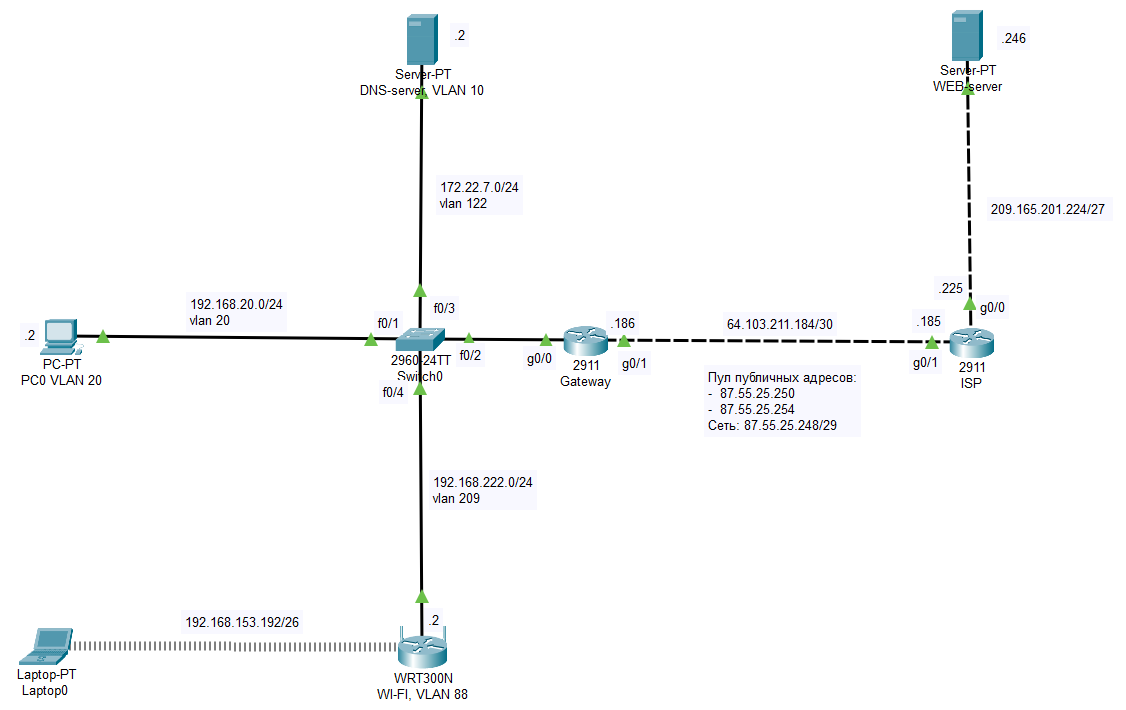 .2
Server-PT
DNS-server, VLAN 10
.246
Server-PT
WEB-server
172.22.7.0/24
vlan 122
209.165.201.224/27
192.168.20.0/24
vlan 20
f0/3
f0/1
.2
PC-PT
PC0 VLAN 20
2960-24TT
Switch0
f0/2
f0/4
g0/0
.186
2911
Gateway
g0/1
64.103.211.184/30
.225
g0/0
.185
g0/1
2911
ISP
Пул публичных адресов:
- 87.55.25.250
- 87.55.25.254
Сеть: 87.55.25.248/29
192.168.222.0/24
vlan 209
192.168.153.192/26
.2
Laptop-PT
Laptop0
WRT300N
WI-FI, VLAN 88